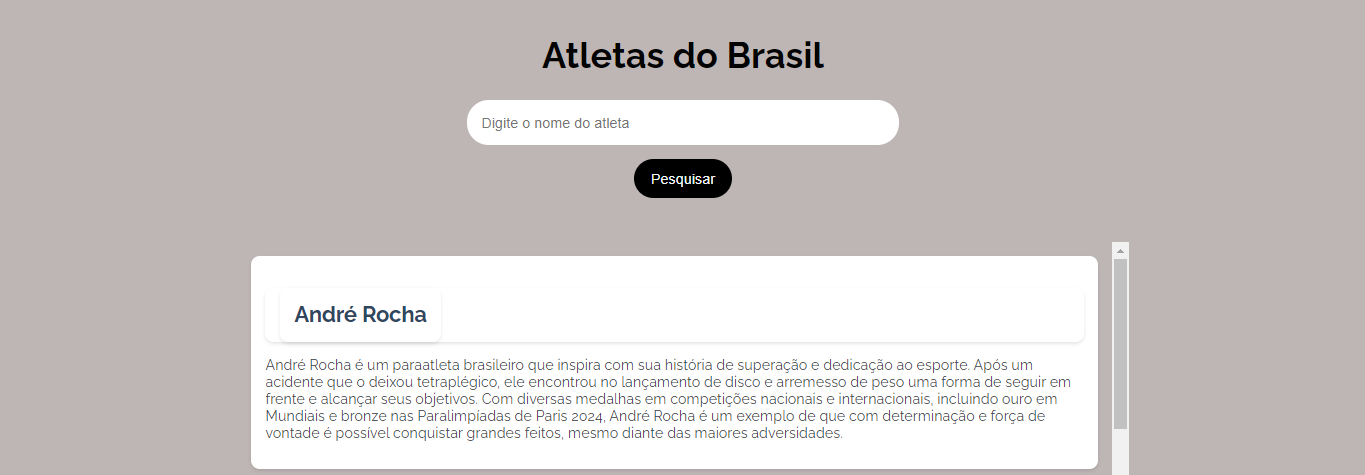 Atletas do Brasil
Digite o nome do atleta
Pesquisar
André Rocha
André Rocha é um paraatleta brasileiro que inspira com sua história de superação e dedicação ao esporte. Após um
acidente que o deixou tetraplégico, ele encontrou no lançamento de disco e arremesso de peso uma forma de seguir em
frente e alcançar seus objetivos. Com diversas medalhas em competições nacionais e internacionais, incluindo ouro em
Mundiais e bronze nas Paralimpíadas de Paris 2024, André Rocha é um exemplo de que com determinação e força de
vontade é possível conquistar grandes feitos, mesmo diante das maiores adversidades.